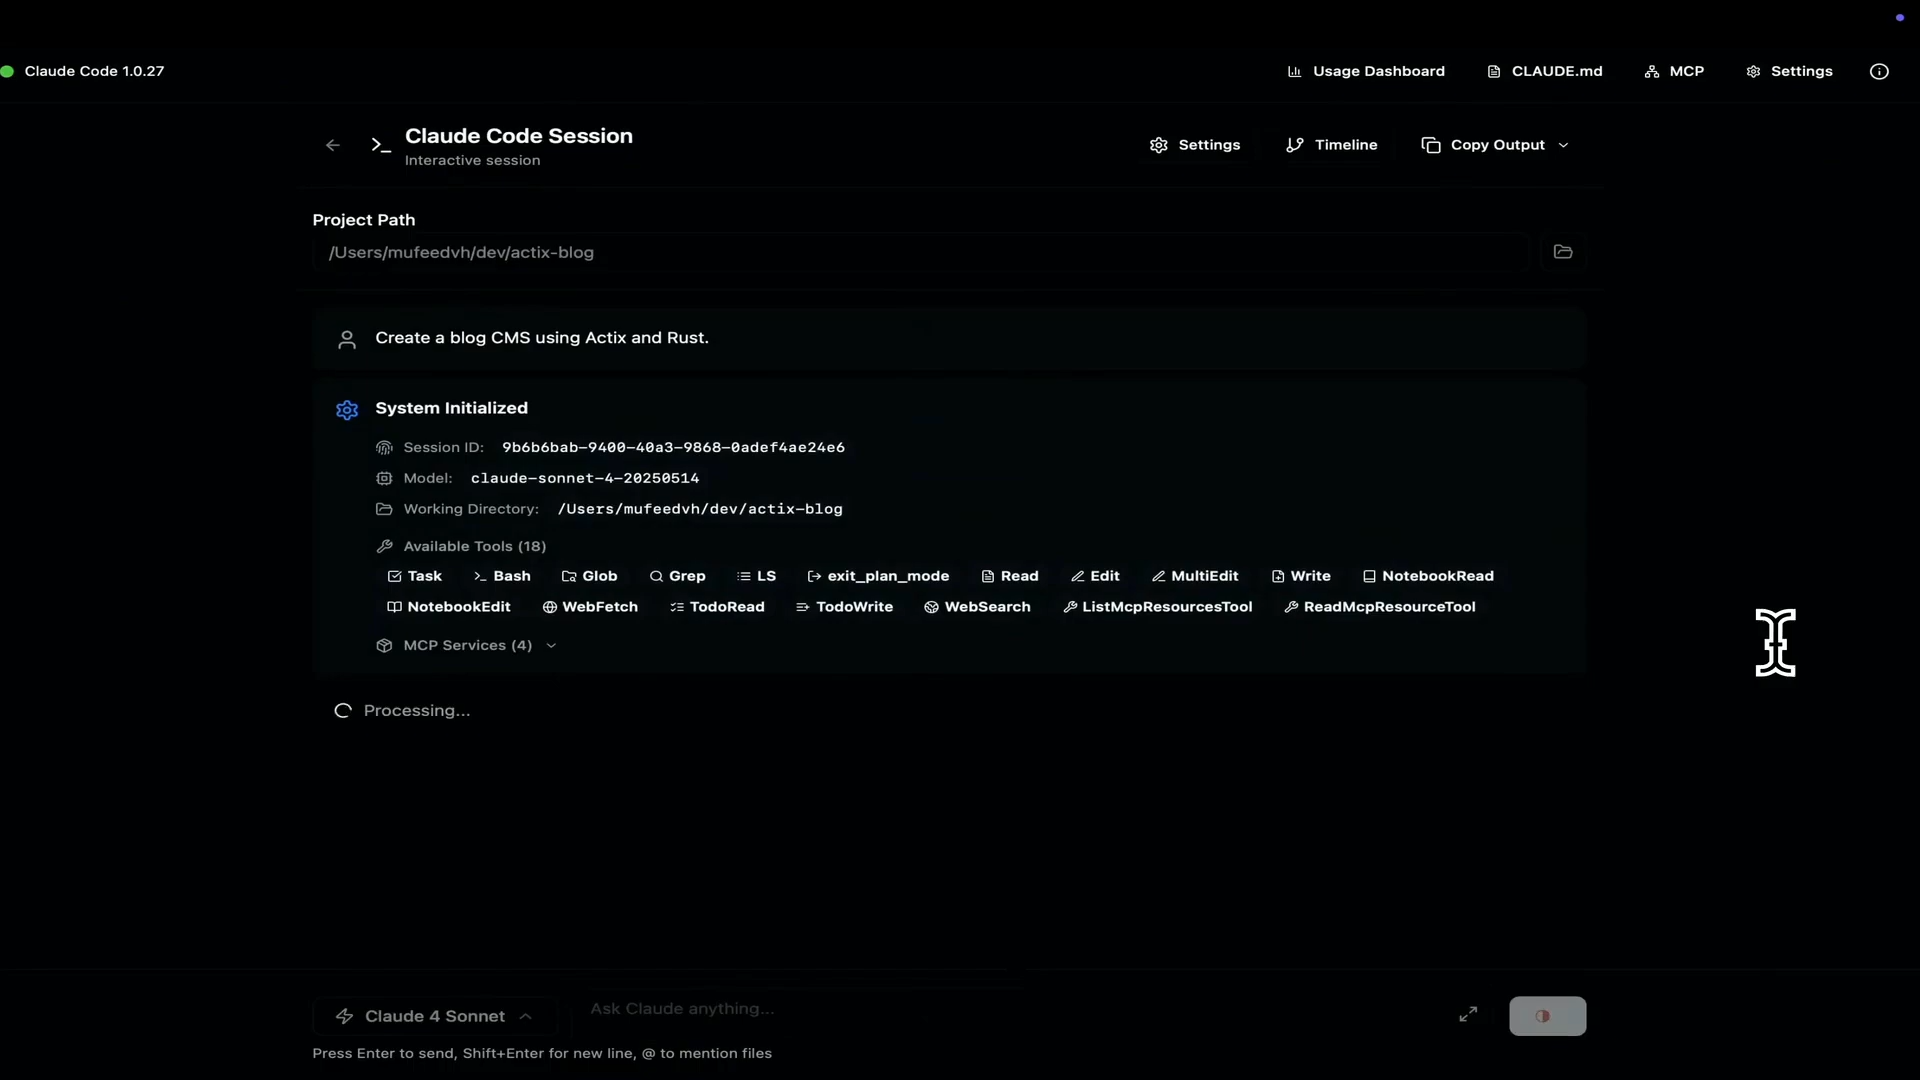 Claude Code 1.0.27
Usage Dashboard
CLAUDE.md
MCP
Settings
Claude Code Session
Interactive session
Settings
Timeline
Copy Output
Project Path
/Users/mufeedvh/dev/actix-blog
Create a blog CMS using Actix and Rust.
System Initialized
Session ID: 9b6b6bab-9400-40a3-9868-0adef4ae24e6
Model: claude-sonnet-4-20250514
Working Directory: /Users/mufeedvh/dev/actix-blog
Available Tools (18)
Task Bash Glob Grep LS exit_plan_mode Read Edit MultiEdit Write NotebookRead
NotebookEdit WebFetch TodoRead TodoWrite WebSearch ListMcpResourcesTool ReadMcpResourceTool
MCP Services (4)
Processing...
Claude 4 Sonnet
Ask Claude anything...
Press Enter to send, Shift+Enter for new line, @ to mention files